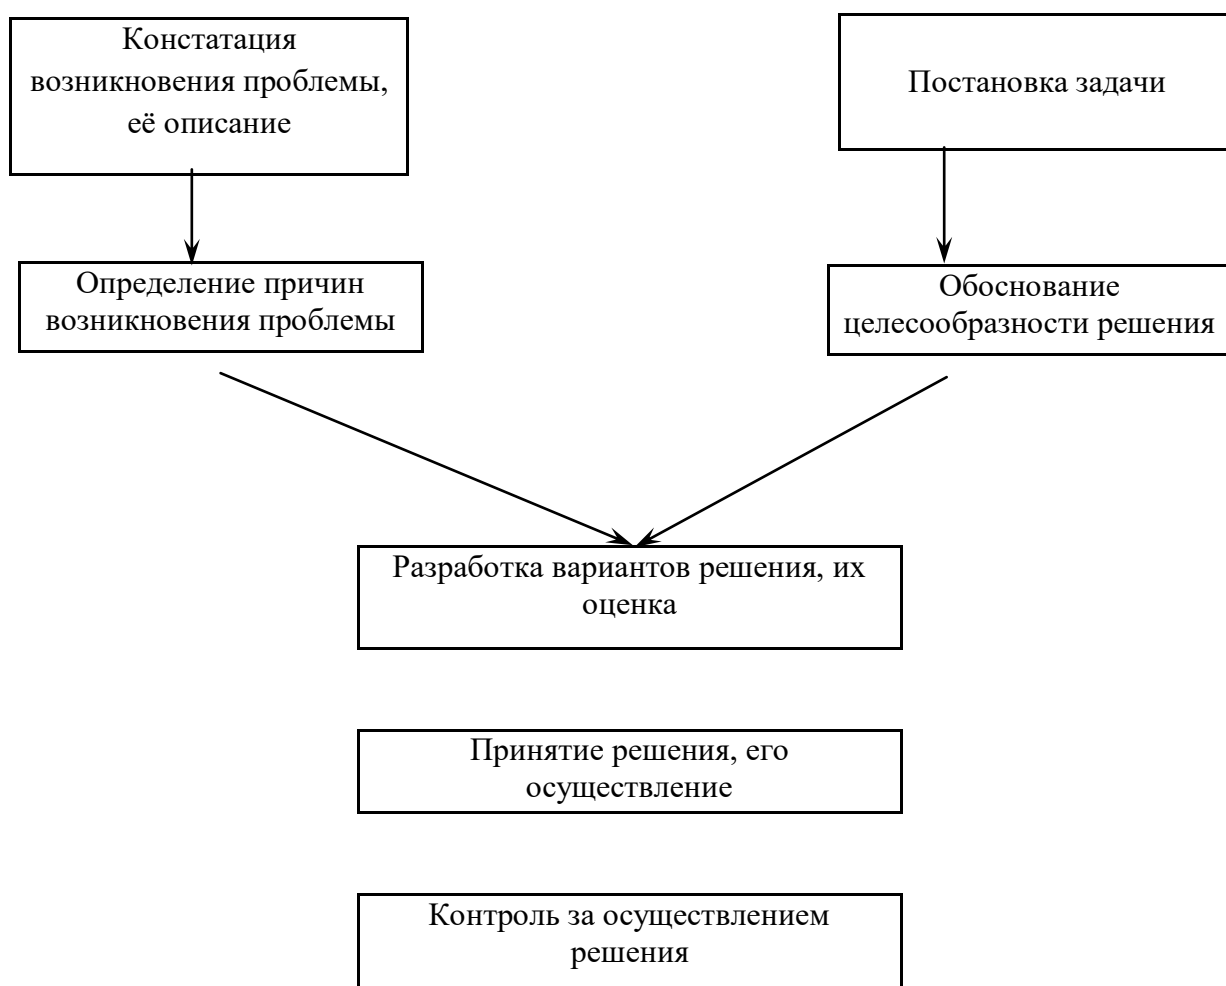 Констатация
возникновения проблемы,
её описание
Постановка задачи
Определение причин
возникновения проблемы
Обоснование
целесообразности решения
Разработка вариантов решения, их
оценка
Принятие решения, его
осуществление
Контроль за осуществлением
решения